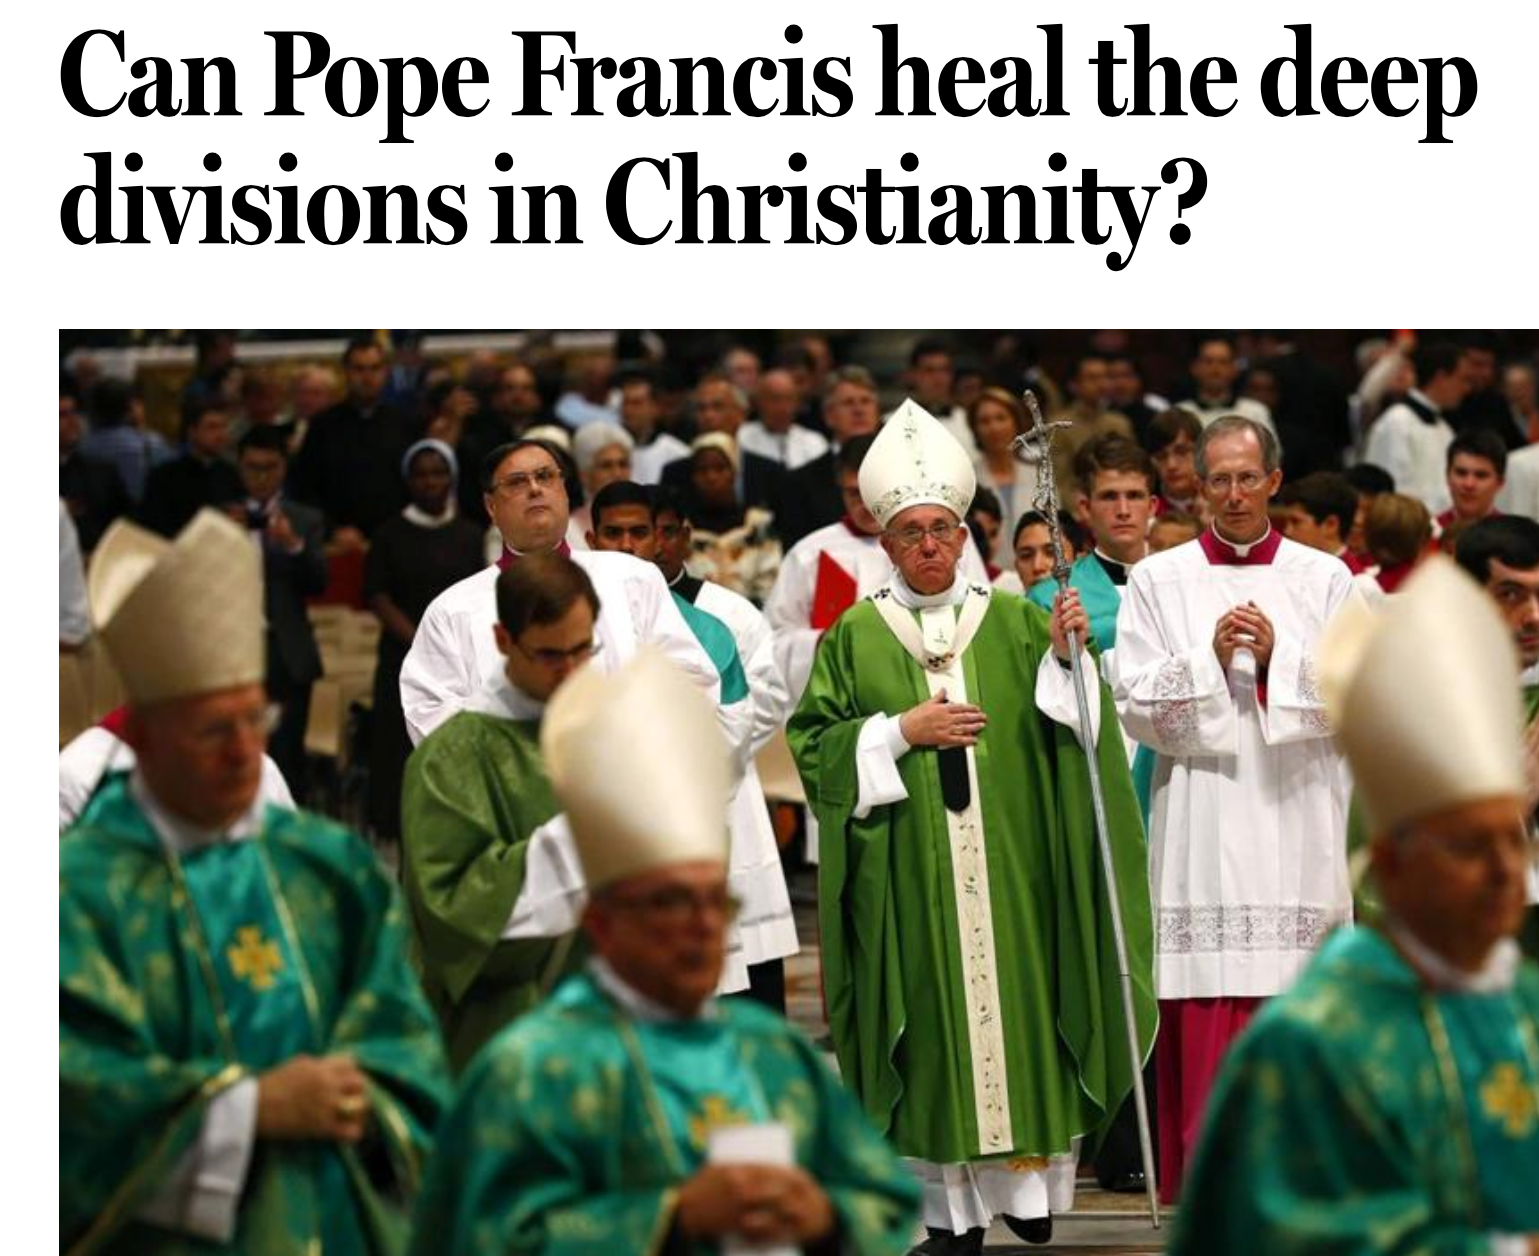 Can Pope Francis heal the deep
divisions in Christianity?